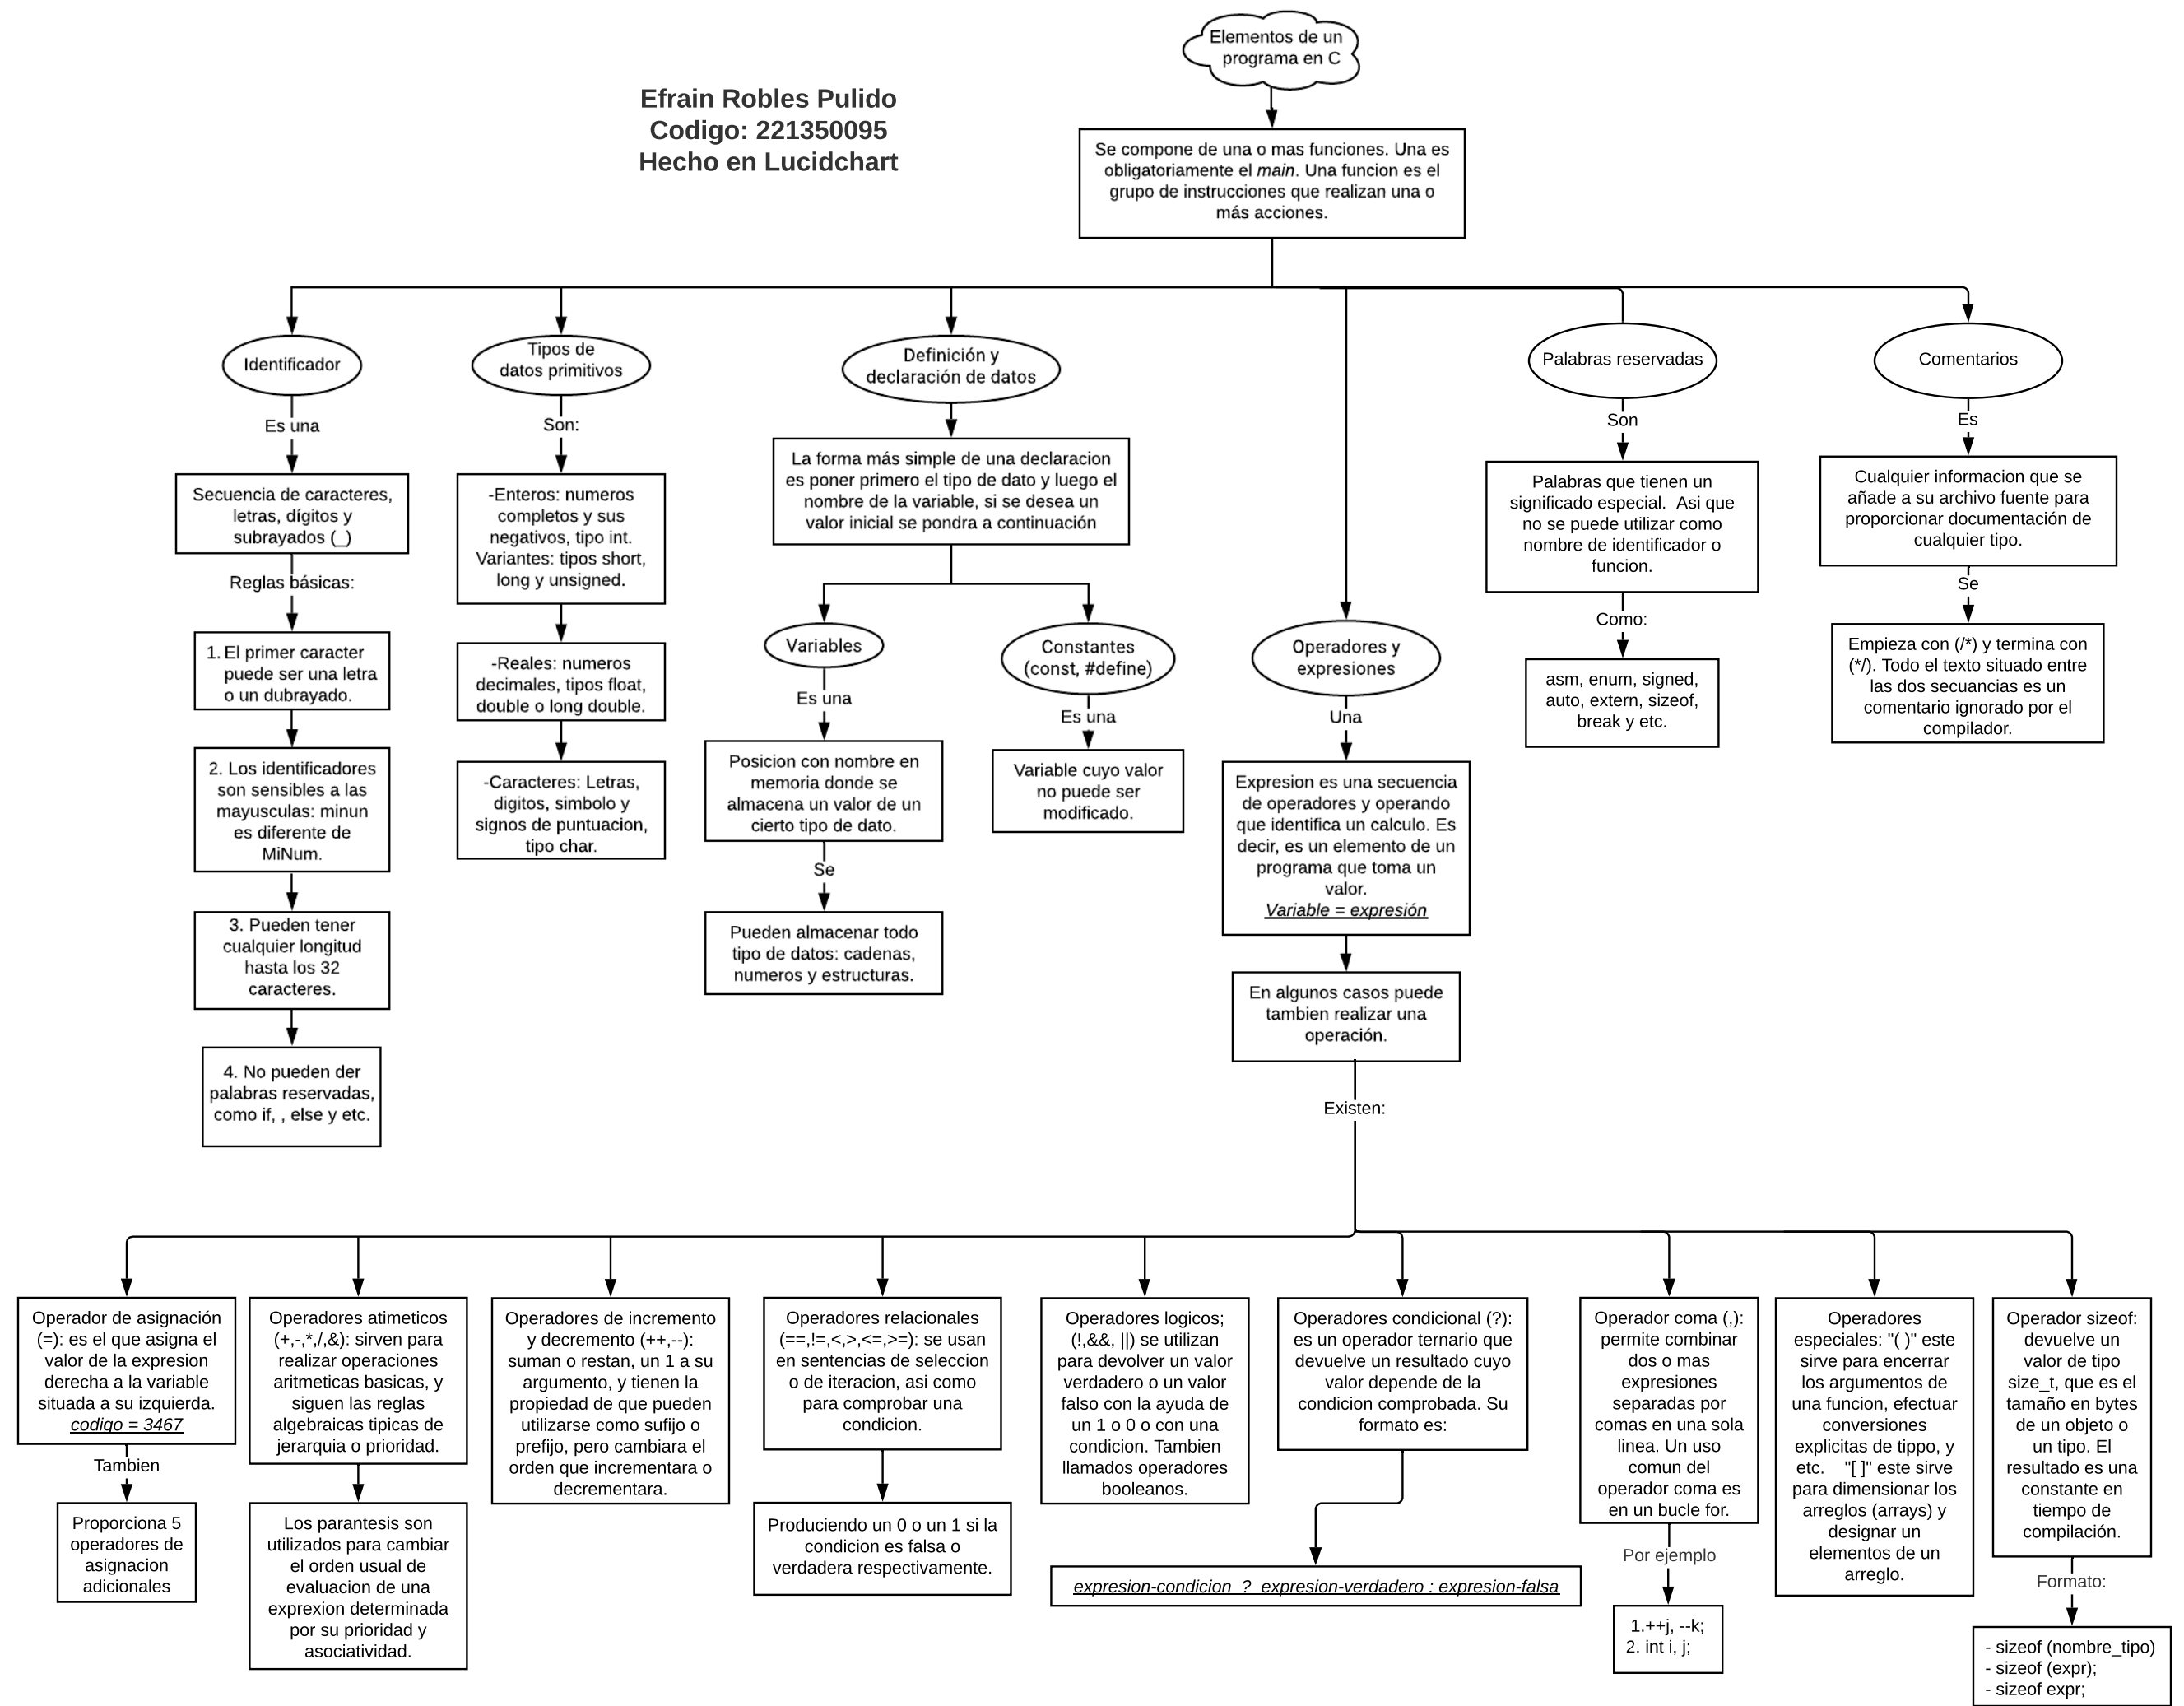 Elementos de un
programa en C
Efrain Robles Pulido
Codigo: 221350095
Hecho en Lucidchart
Se compone de una o mas funciones. Una es
obligatoriamente el main. Una funcion es el
grupo de instrucciones que realizan una o
más acciones.
Identificador
Es una
Secuencia de caracteres,
letras, dígitos y
subrayados (_)
Reglas básicas:
1. El primer caracter
puede ser una letra
o un dubrayado.
2. Los identificadores
son sensibles a las
mayusculas: minun
es diferente de
MiNum.
3. Pueden tener
cualquier longitud
hasta los 32
caracteres.
4. No pueden der
palabras reservadas,
como if, , else y etc.
Tipos de
datos primitivos
Son:
-Enteros: numeros
completos y sus
negativos, tipo int.
Variantes: tipos short,
long y unsigned.
-Reales: numeros
decimales, tipos float,
double o long double.
-Caracteres: Letras,
digitos, simbolo y
signos de puntuacion,
tipo char.
Definición y
declaración de datos
La forma más simple de una declaracion
es poner primero el tipo de dato y luego el
nombre de la variable, si se desea un
valor inicial se pondra a continuación
Variables
Es una
Posicion con nombre en
memoria donde se
almacena un valor de un
cierto tipo de dato.
Se
Pueden almacenar todo
tipo de datos: cadenas,
numeros y estructuras.
Constantes
(const, #define)
Es una
Variable cuyo valor
no puede ser
modificado.
Operadores y
expresiones
Una
Expresion es una secuencia
de operadores y operando
que identifica un calculo. Es
decir, es un elemento de un
programa que toma un
valor.
Variable = expresión
En algunos casos puede
tambien realizar una
operación.
Existen:
Palabras reservadas
Son
Palabras que tienen un
significado especial.  Asi que
no se puede utilizar como
nombre de identificador o
funcion.
Como:
asm, enum, signed,
auto, extern, sizeof,
break y etc.
Comentarios
Es
Cualquier informacion que se
añade a su archivo fuente para
proporcionar documentación de
cualquier tipo.
Se
Empieza con (/*) y termina con
(*/). Todo el texto situado entre
las dos secuancias es un
comentario ignorado por el
compilador.
Operador de asignación
(=): es el que asigna el
valor de la expresion
derecha a la variable
situada a su izquierda.
codigo = 3467
Tambien
Proporciona 5
operadores de
asignacion
adicionales
Operadores atimeticos
(+,-,*,/,&): sirven para
realizar operaciones
aritmeticas basicas, y
siguen las reglas
algebraicas tipicas de
jerarquia o prioridad.
Los parantesis son
utilizados para cambiar
el orden usual de
evaluacion de una
exprexion determinada
por su prioridad y
asociatividad.
Operadores de incremento
y decremento (++,--):
suman o restan, un 1 a su
argumento, y tienen la
propiedad de que pueden
utilizarse como sufijo o
prefijo, pero cambiara el
orden que incrementara o
decrementara.
Operadores relacionales
(==,!=,<,>,<=,>=): se usan
en sentencias de seleccion
o de iteracion, asi como
para comprobar una
condicion.
Produciendo un 0 o un 1 si la
condicion es falsa o
verdadera respectivamente.
Operadores logicos;
(!,&&, ||) se utilizan
para devolver un valor
verdadero o un valor
falso con la ayuda de
un 1 o 0 o con una
condicion. Tambien
llamados operadores
booleanos.
Operadores condicional (?):
es un operador ternario que
devuelve un resultado cuyo
valor depende de la
condicion comprobada. Su
formato es:
expresion-condicion  ?  expresion-verdadero : expresion-falsa
Operador coma (,):
permite combinar
dos o mas
expresiones
separadas por
comas en una sola
linea. Un uso
comun del
operador coma es
en un bucle for.
Por ejemplo
1.++j, --k;
2. int i, j;
Operadores
especiales: "( )" este
sirve para encerrar
los argumentos de
una funcion, efectuar
conversiones
explicitas de tippo, y
etc.    "[ ]" este sirve
para dimensionar los
arreglos (arrays) y
designar un
elementos de un
arreglo.
Operador sizeof:
devuelve un
valor de tipo
size_t, que es el
tamaño en bytes
de un objeto o
un tipo. El
resultado es una
constante en
tiempo de
compilación.
Formato:
- sizeof (nombre_tipo)
- sizeof (expr);
- sizeof expr;